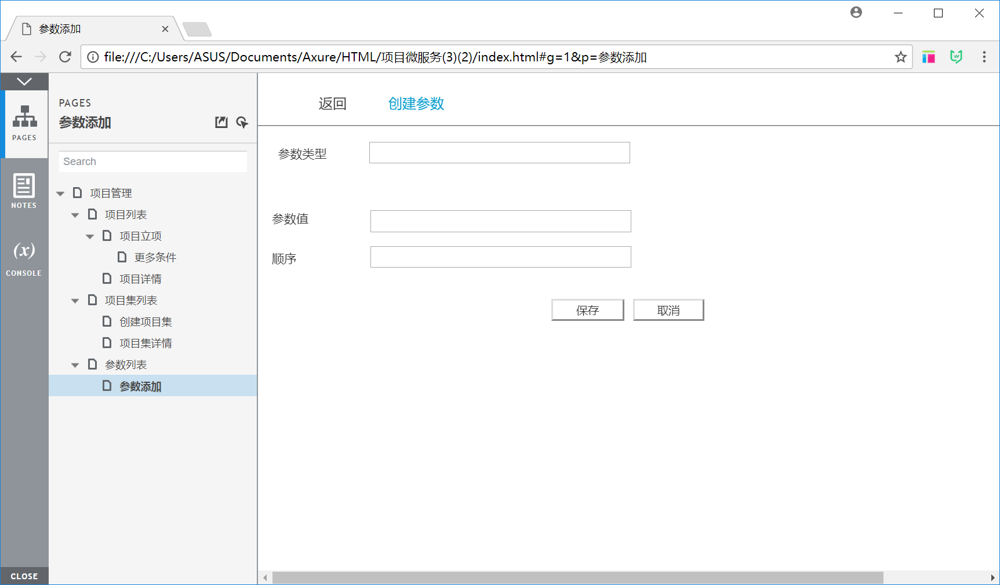 参数添加
file:///C:/Users/ASUS/Documents/Axure/HTML/项目微服务(3)(2)/index.html#g=1&p=参数添加
PAGES
NOTES
(x)
CONSOLE
CLOSE
PAGES
参数添加
Search
项目管理
项目列表
项目立项
更多条件
项目详情
项目集列表
创建项目集
项目集详情
参数列表
参数添加
返回 创建参数
参数类型
参数值
顺序
保存 取消